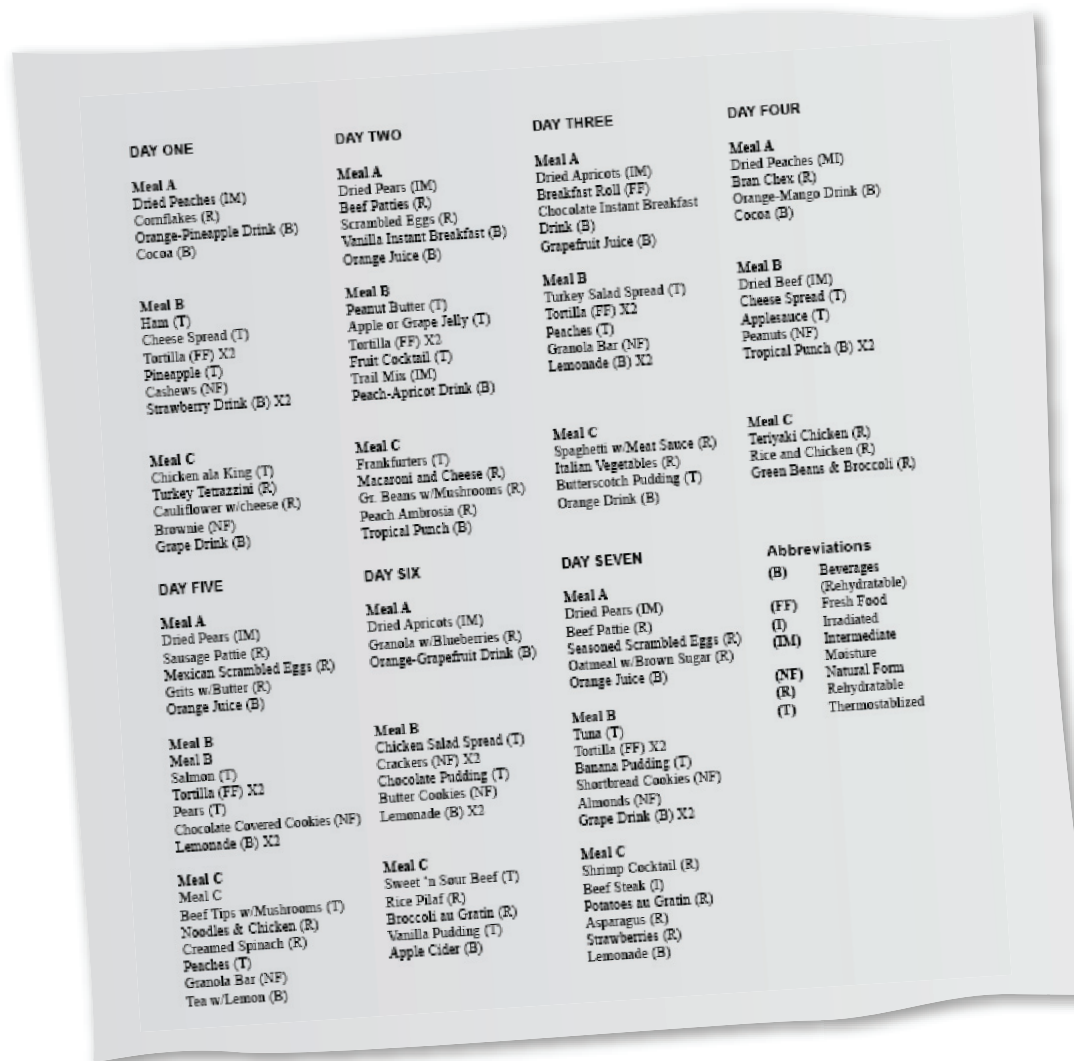 DAY ONE
Meal A
Dried Peaches (IM)
Cornflakes (R)
Orange-Pineapple Drink (B)
Cocoa (B)
Meal B
Ham (T)
Cheese Spread (T)
Tortilla (FF) X2
Pineapple (T)
Cashews (NF)
Strawberry Drink (B) X2
Meal C
Chicken ala King (T)
Turkey Tetrazzini (R)
Cauliflower w/cheese (R)
Brownie (NF)
Grape Drink (B)
DAY TWO
Meal A
Dried Pears (IM)
Beef Patties (R)
Scrambled Eggs (R)
Vanilla Instant Breakfast (B)
Orange Juice (B)
Meal B
Peanut Butter (T)
Apple or Grape Jelly (T)
Tortilla (FF) X2
Fruit Cocktail (T)
Trail Mix (IM)
Peach-Apricot Drink (B)
Meal C
Frankfurters (T)
Macaroni and Cheese (R)
Gr. Beans w/Mushrooms (R)
Peach Ambrosia (R)
Tropical Punch (B)
DAY THREE
Meal A
Dried Apricots (IM)
Breakfast Roll (FF)
Chocolate Instant Breakfast
Drink (B)
Grapefruit Juice (B)
Meal B
Turkey Salad Spread (T)
Tortilla (FF) X2
Peaches (T)
Granola Bar (NF)
Lemonade (B) X2
Meal C
Spaghetti w/Meat Sauce (R)
Italian Vegetables (R)
Butterscotch Pudding (T)
Orange Drink (B)
DAY FOUR
Meal A
Dried Peaches (MI)
Bran Chex (R)
Orange-Mango Drink (B)
Cocoa (B)
Meal B
Dried Beef (IM)
Cheese Spread (T)
Applesauce (T)
Peanuts (NF)
Tropical Punch (B) X2
Meal C
Teriyaki Chicken (R)
Rice and Chicken (R)
Green Beans & Broccoli (R)
DAY FIVE
Meal A
Dried Pears (IM)
Sausage Pattie (R)
Mexican Scrambled Eggs (R)
Grits w/Butter (R)
Orange Juice (B)
Meal B
Meal B
Salmon (T)
Tortilla (FF) X2
Pears (T)
Chocolate Covered Cookies (NF)
Lemonade (B) X2
Meal C
Meal C
Beef Tips w/Mushrooms (T)
Noodles & Chicken (R)
Creamed Spinach (R)
Peaches (T)
Granola Bar (NF)
Tea w/Lemon (B)
DAY SIX
Meal A
Dried Apricots (IM)
Granola w/Blueberries (R)
Orange-Grapefruit Drink (B)
Meal B
Chicken Salad Spread (T)
Crackers (NF) X2
Chocolate Pudding (T)
Butter Cookies (NF)
Lemonade (B) X2
Meal C
Sweet 'n Sour Beef (T)
Rice Pilaf (R)
Broccoli au Gratin (R)
Vanilla Pudding (T)
Apple Cider (B)
DAY SEVEN
Meal A
Dried Pears (IM)
Beef Pattie (R)
Seasoned Scrambled Eggs (R)
Oatmeal w/Brown Sugar (R)
Orange Juice (B)
Meal B
Tuna (T)
Tortilla (FF) X2
Banana Pudding (T)
Shortbread Cookies (NF)
Almonds (NF)
Grape Drink (B) X2
Meal C
Shrimp Cocktail (R)
Beef Steak (I)
Potatoes au Gratin (R)
Asparagus (R)
Strawberries (R)
Lemonade (B)
Abbreviations
(B) Beverages
(Rehydratable)
(FF) Fresh Food
(I) Irradiated
(IM) Intermediate
Moisture
(NF) Natural Form
(R) Rehydratable
(T) Thermostablized